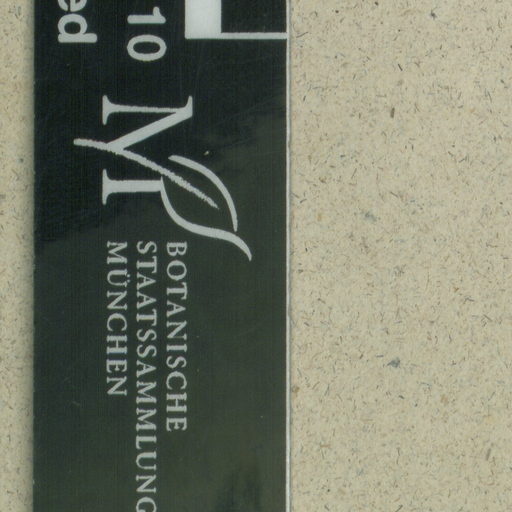 10
ed
M
BOTANISCHE
STAATSSAMMLUNG
MÜNCHEN